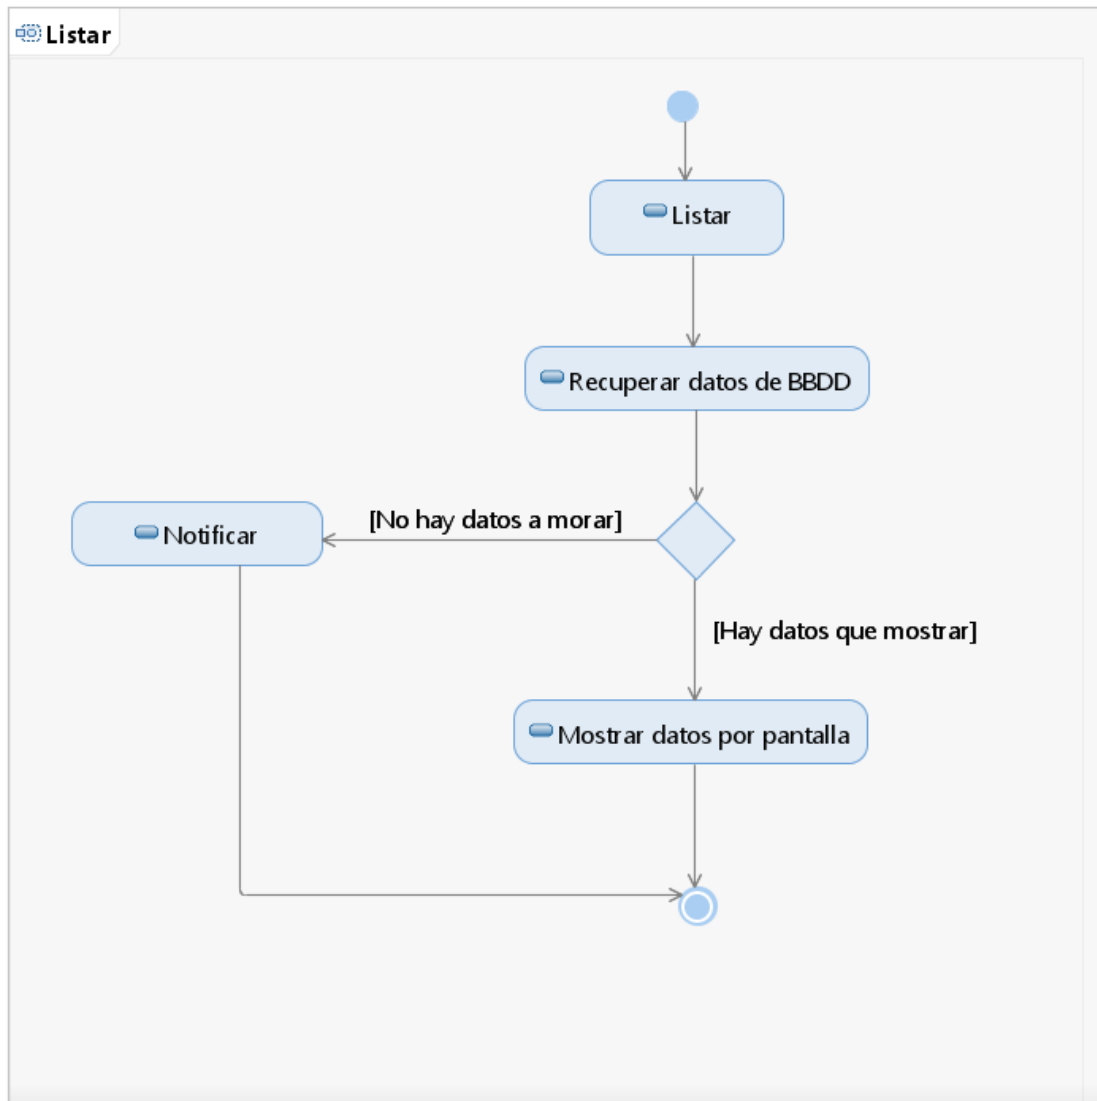 Listar
Listar
Recuperar datos de BBDD
[No hay datos a morar]
Notificar
[Hay datos que mostrar]
Mostrar datos por pantalla